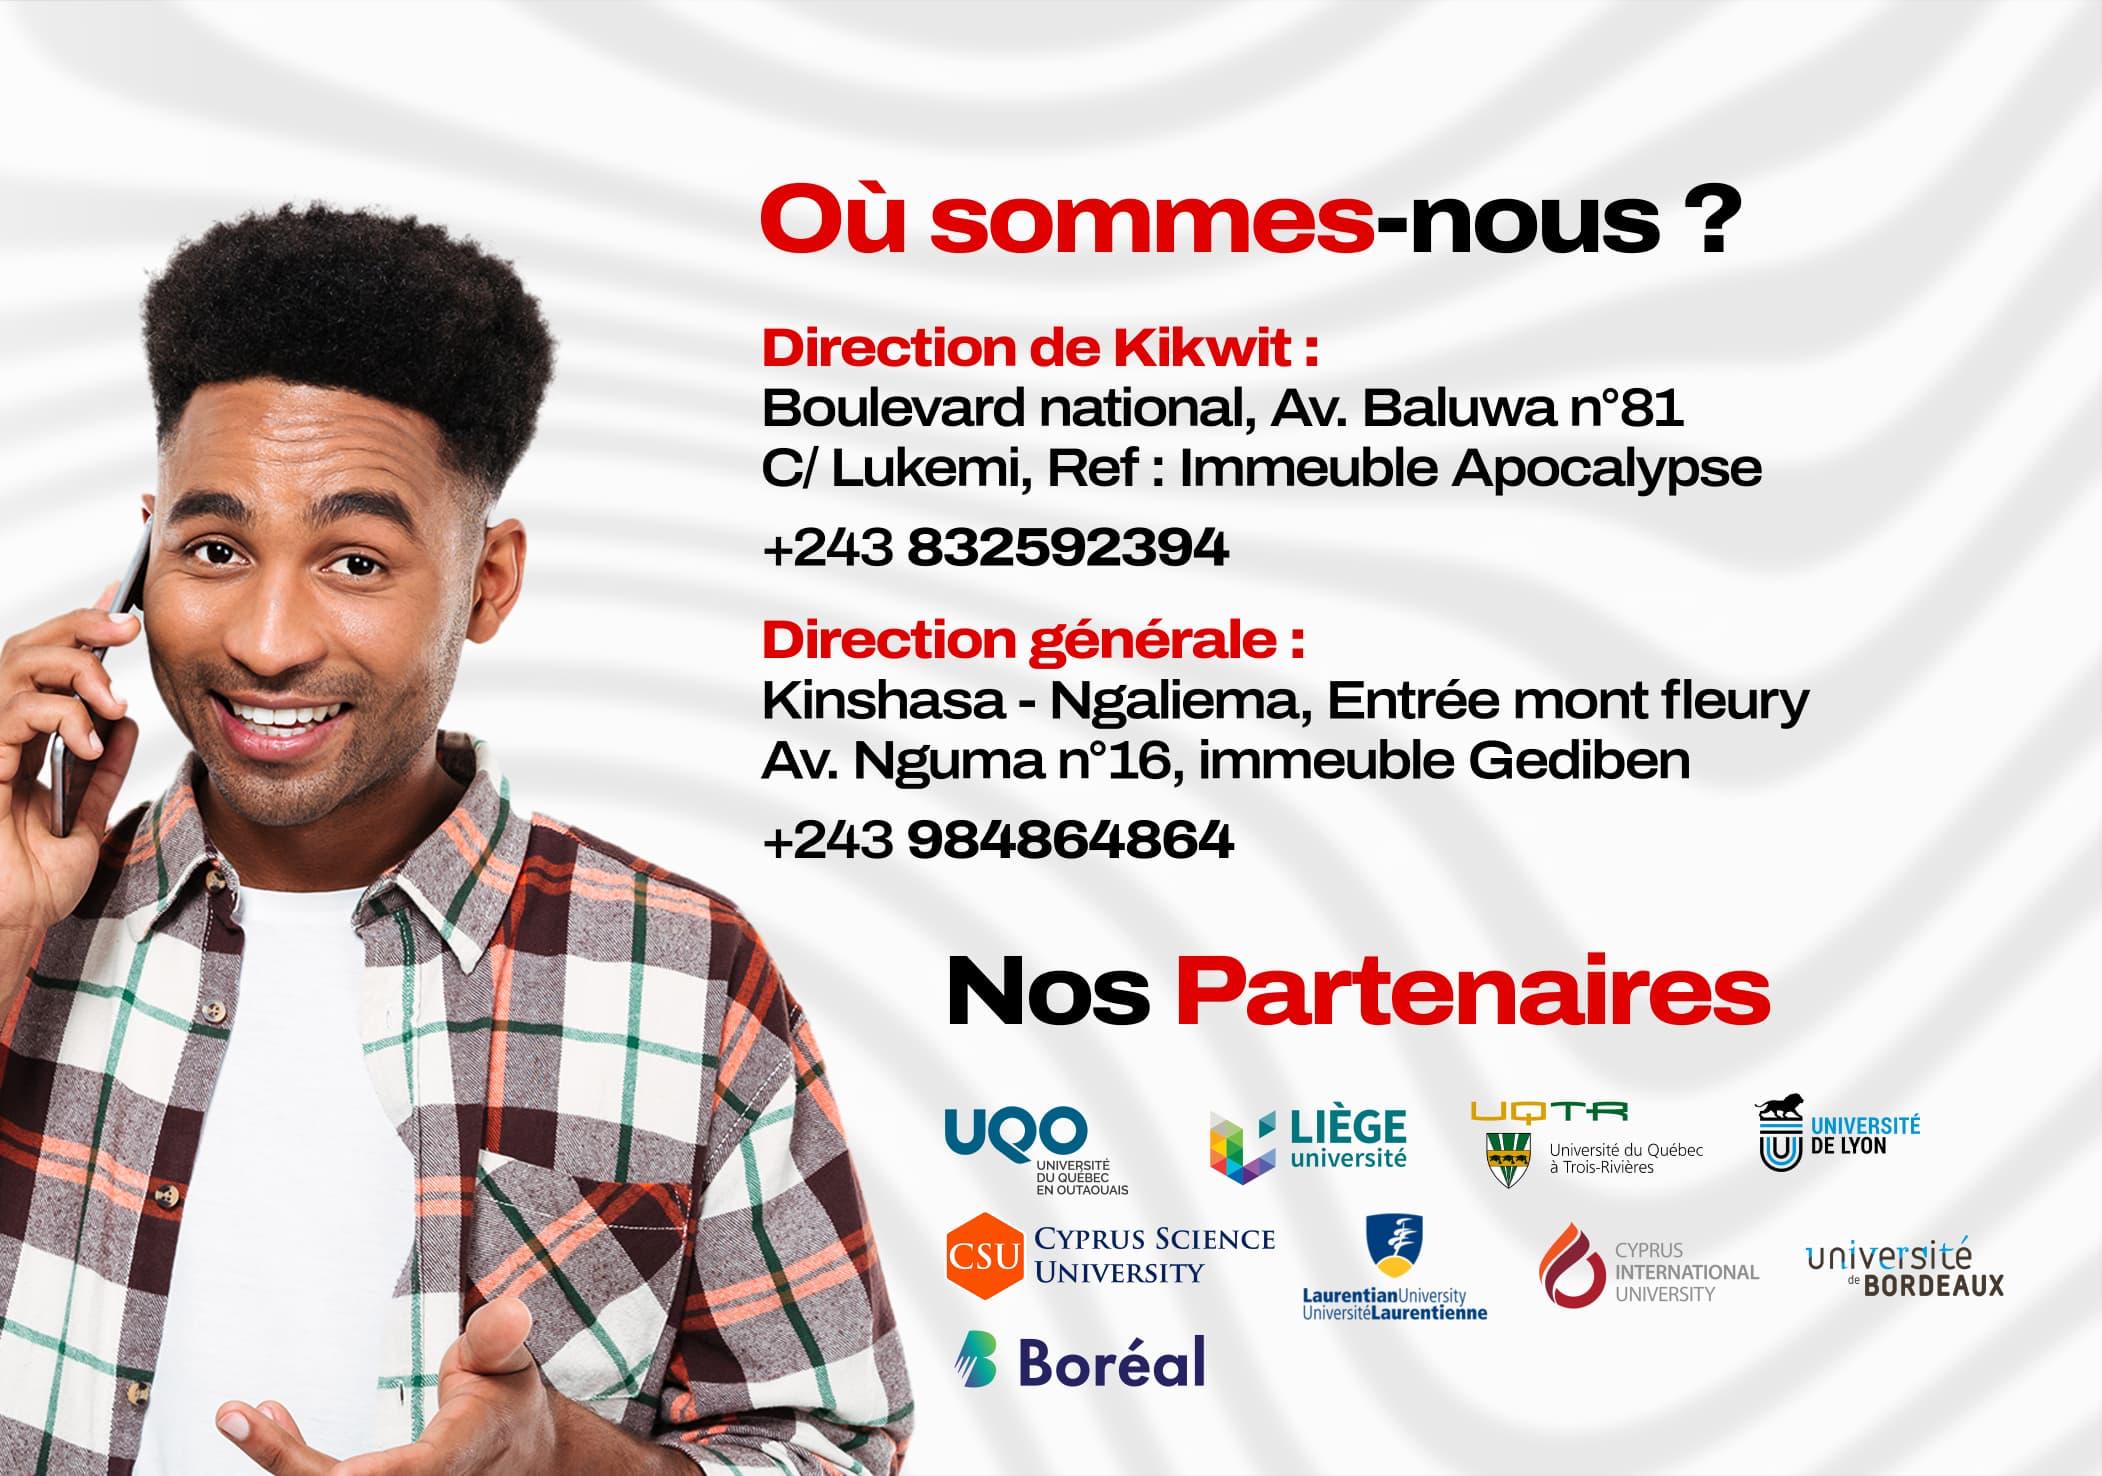 Où sommes-nous ?
Direction de Kikwit :
Boulevard national, Av. Baluwa n°81
C/ Lukemi, Ref : Immeuble Apocalypse
+243 832592394
Direction générale :
Kinshasa - Ngaliema, Entrée mont fleury
Av. Nguma n°16, immeuble Gediben
+243 984864864
Nos Partenaires
UQO
UNIVERSITÉ
DU QUÉBEC
EN OUTAOUAIS
LIÈGE
université
UQTR
Université du Québec
à Trois-Rivières
UNIVERSITÉ
DE LYON
CSU
CYPRUS SCIENCE
UNIVERSITY
LaurentianUniversity
UniversitéLaurentienne
CYPRUS
INTERNATIONAL
UNIVERSITY
université
de BORDEAUX
Boréal